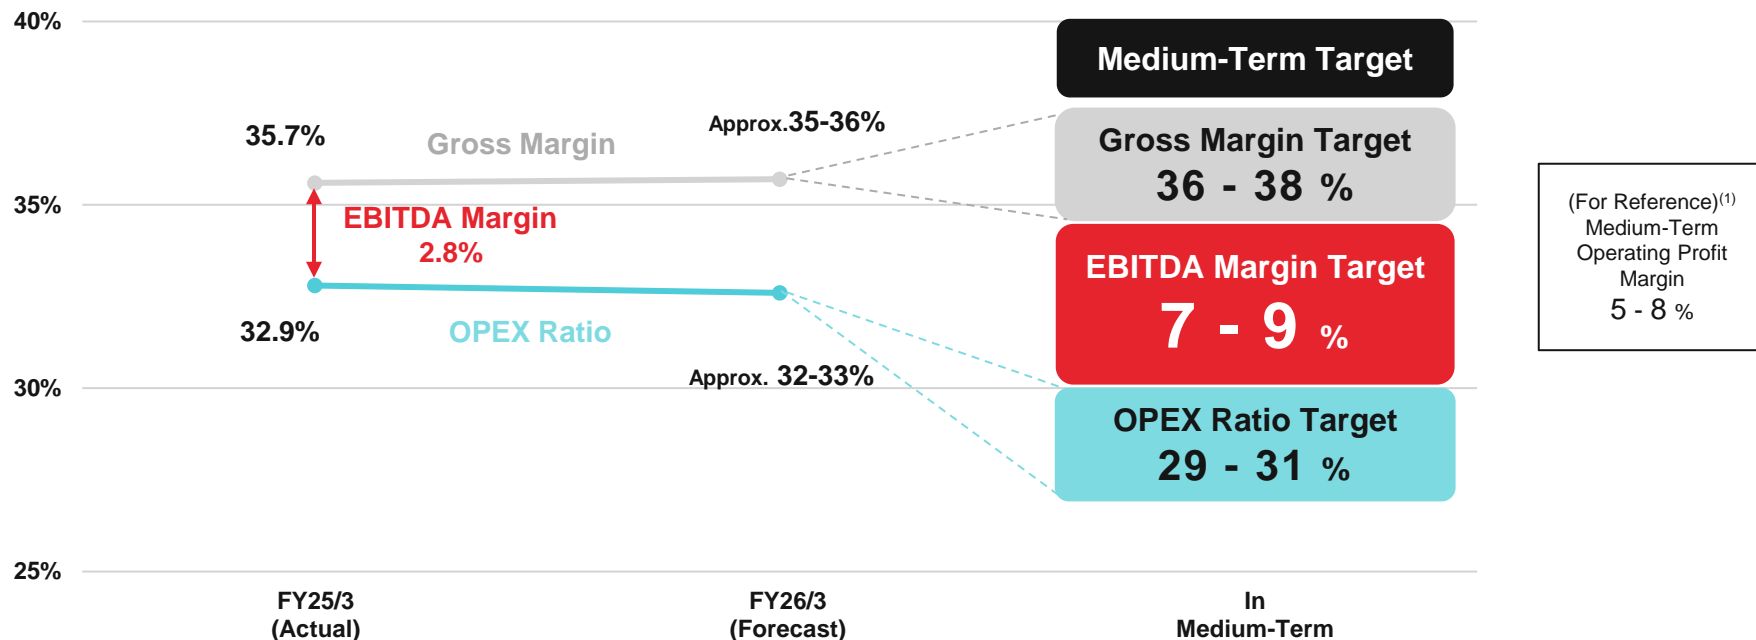 40%
35%
30%
25%
35.7%
Gross Margin
Approx.35-36%
EBITDA Margin
2.8%
32.9%
OPEX Ratio
Approx. 32-33%
Medium-Term Target
Gross Margin Target
36 - 38 %
EBITDA Margin Target
7 - 9 %
OPEX Ratio Target
29 - 31 %
(For Reference)(1)
Medium-Term
Operating Profit
Margin
5 - 8 %
FY25/3
(Actual)
FY26/3
(Forecast)
In
Medium-Term